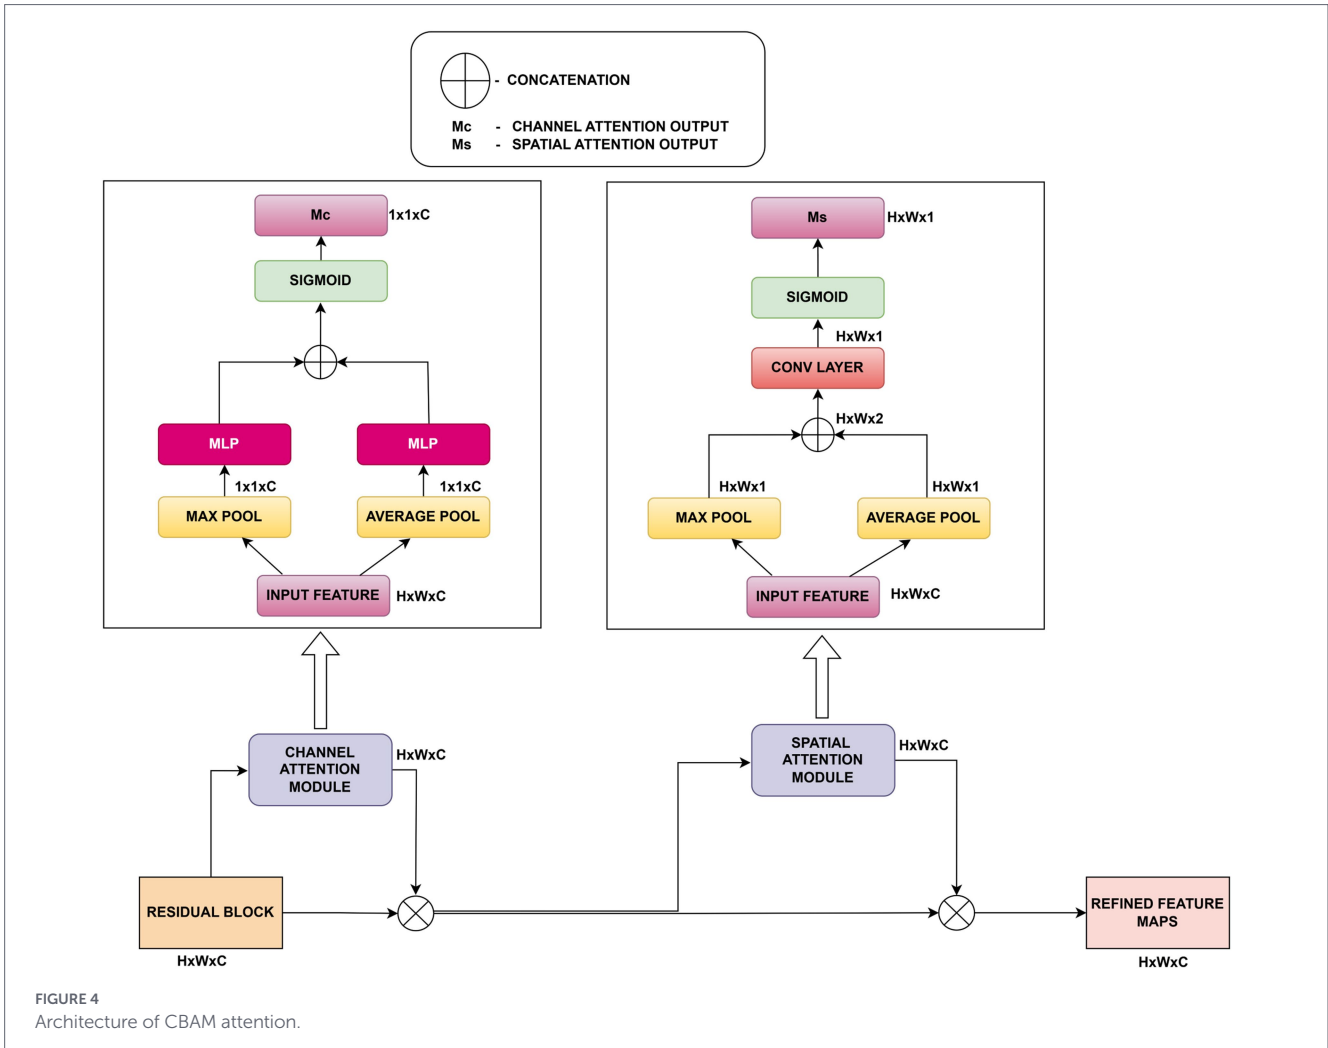 - CONCATENATION
Mc - CHANNEL ATTENTION OUTPUT
Ms - SPATIAL ATTENTION OUTPUT
Mc
1x1xC
SIGMOID
MLP
MLP
1x1xC
1x1xC
MAX POOL
AVERAGE POOL
INPUT FEATURE
HxWxC
Ms
HxWx1
SIGMOID
HxWx1
CONV LAYER
HxWx2
HxWx1
HxWx1
MAX POOL
AVERAGE POOL
INPUT FEATURE
HxWxC
CHANNEL
ATTENTION
MODULE
HxWxC
SPATIAL
ATTENTION
MODULE
HxWxC
RESIDUAL BLOCK
HxWxC
REFINED FEATURE
MAPS
HxWxC
FIGURE 4
Architecture of CBAM attention.